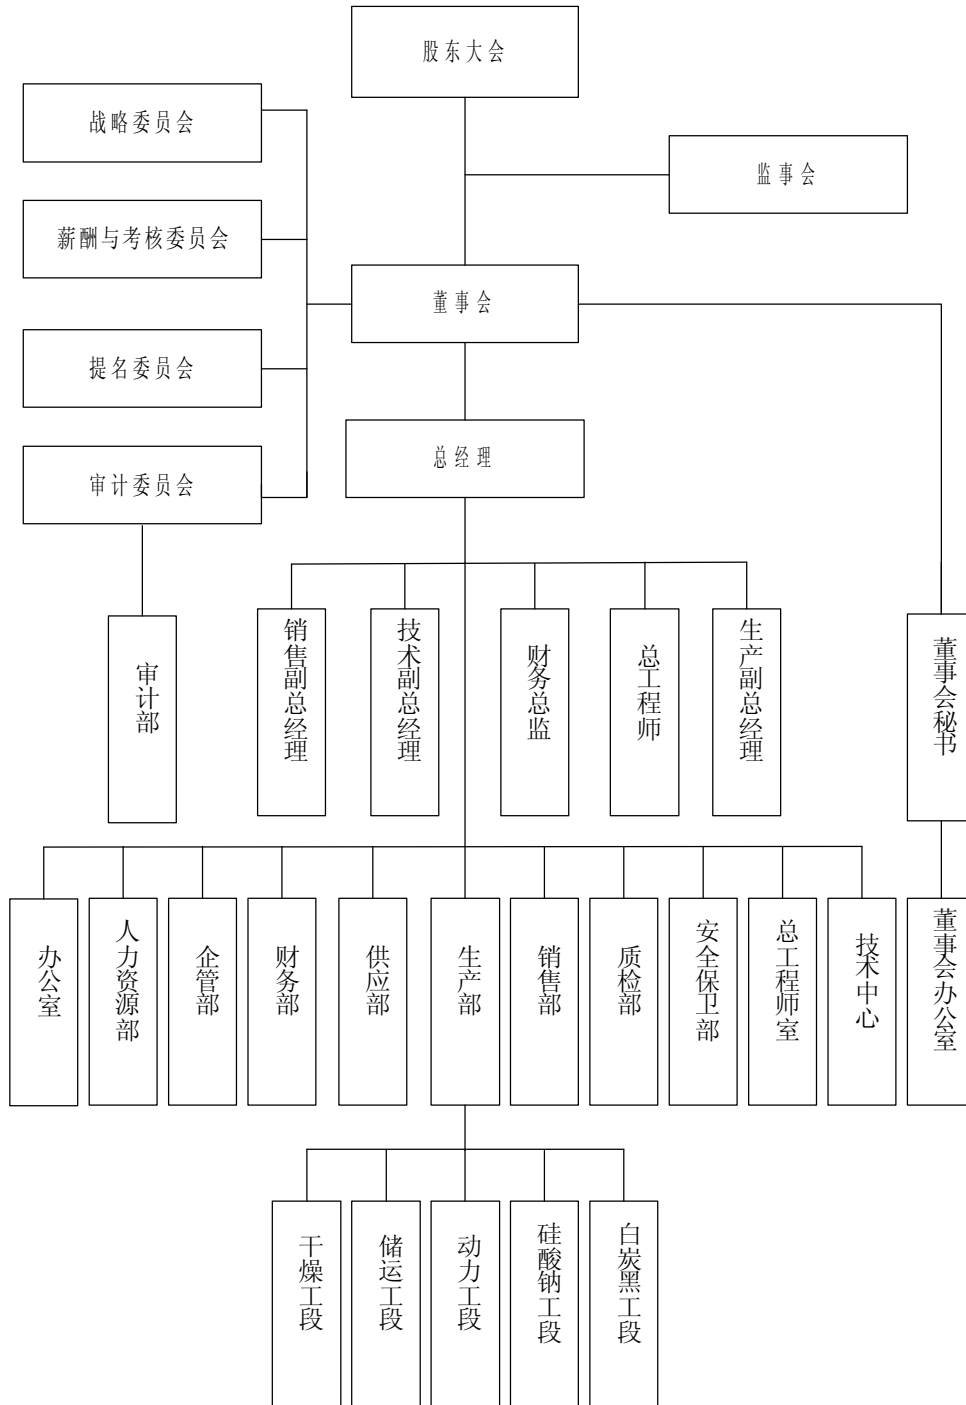 股东大会
战略委员会
监事会
薪酬与考核委员会
董事会
提名委员会
总经理
审计委员会
审计部
销售副总经理
技术副总经理
财务总监
总工程师
生产副总经理
董事会秘书
办公室
人力资源部
企管部
财务部
供应部
生产部
销售部
质检部
安全保卫部
总工程师室
技术中心
董事会办公室
干燥工段
储运工段
动力工段
硅酸钠工段
白炭黑工段